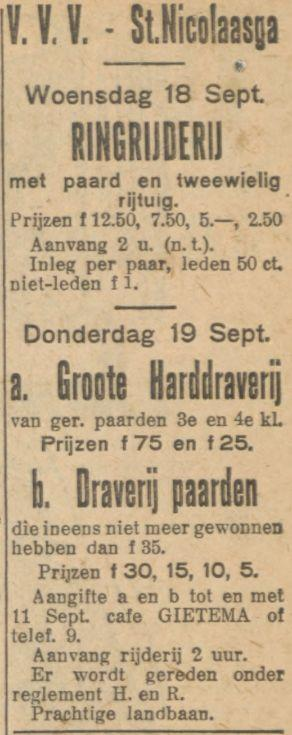 V. V. V. - St.Nicolaasga
Woensdag 18 Sept.
RINGRIJDERIJ
met paard en tweewielig
rijtuig.
Prijzen f 12.50, 7.50, 5.—, 2.50
Aanvang 2 u. (n. t.).
Inleg per paar, leden 50 ct.
niet-leden f 1.
Donderdag 19 Sept.
a. Groote Harddraverij
van ger. paarden 3e en 4e kl.
Prijzen f 75 en f 25.
b. Draverij paarden
die ineens niet meer gewonnen
hebben dan f 35.
Prijzen f 30, 15, 10, 5.
Aangifte a en b tot en met
11 Sept. cafe GIETEMA of
telef. 9.
Aanvang rijderij 2 uur.
Er wordt gereden onder
reglement H. en R.
Prachtige landbaan.